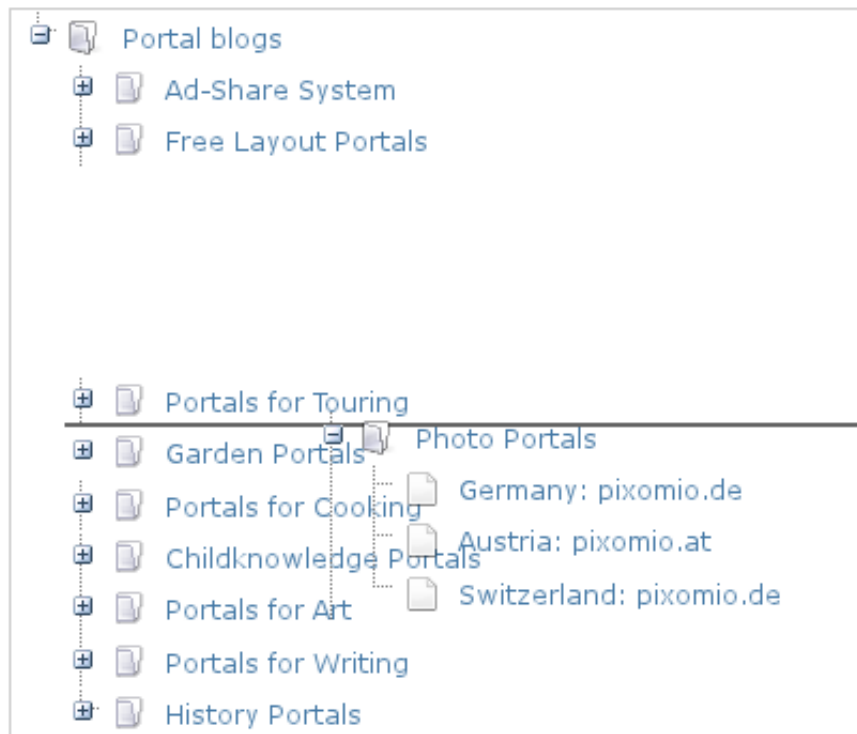 Portal blogs
Ad-Share System
Free Layout Portals
Portals for Touring
Photo Portals
Garden Portals
Germany: pixomio.de
Portals for Cooking
Austria: pixomio.at
Childknowledge Portals
Switzerland: pixomio.de
Portals for Art
Portals for Writing
History Portals